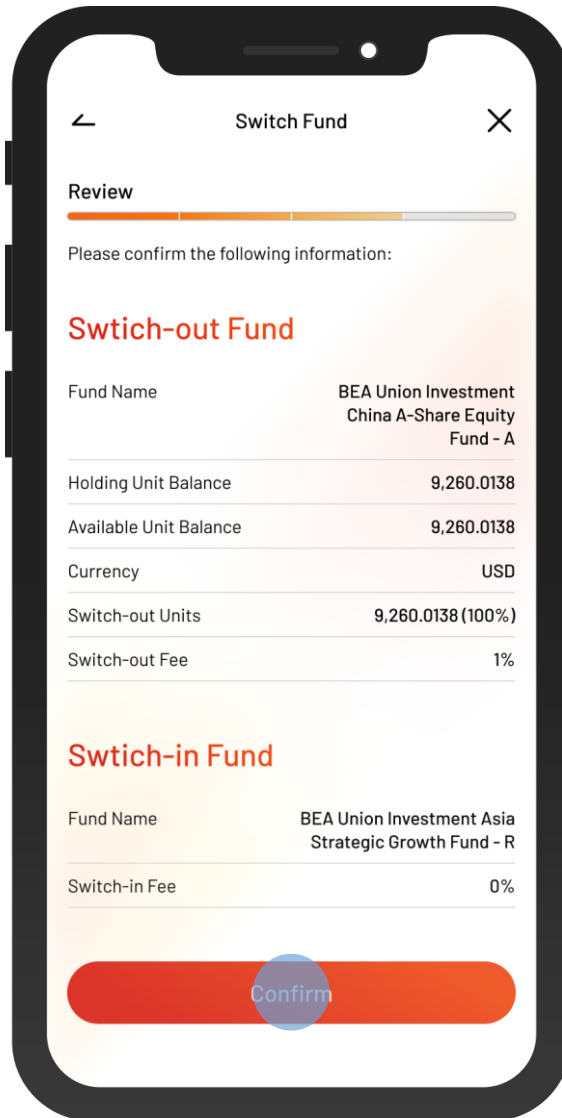 Switch Fund
Review
Please confirm the following information:
Swtich-out Fund
Fund Name BEA Union Investment
China A-Share Equity
Fund - A
Holding Unit Balance 9,260.0138
Available Unit Balance 9,260.0138
Currency USD
Switch-out Units 9,260.0138 (100%)
Switch-out Fee 1%
Swtich-in Fund
Fund Name BEA Union Investment Asia
Strategic Growth Fund - R
Switch-in Fee 0%
Confirm